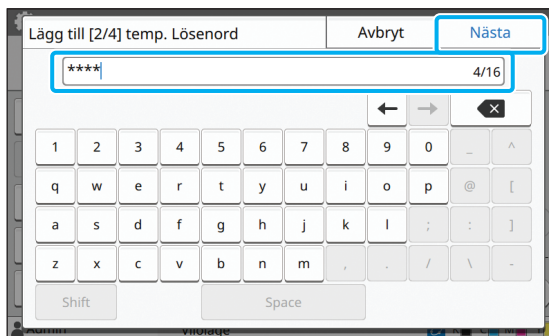 Lägg till [2/4] temp. Lösenord Avbryt Nästa
**** 4/16
← → ×
1 2 3 4 5 6 7 8 9 0 _ ^
q w e r t y u i o p @ [
a s d f g h j k l ; : ]
z x c v b n m , . / \ -
Shift Space
Admin K C M Y